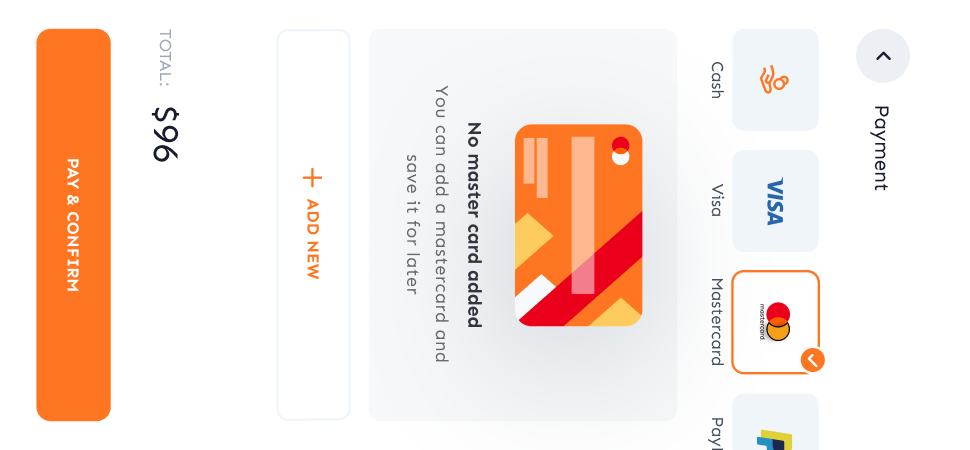 Payment
VISA
mastercard.
Cash
Visa
Mastercard
No master card added
You can add a mastercard and
save it for later
ADD NEW
TOTAL: $96
PAY & CONFIRM